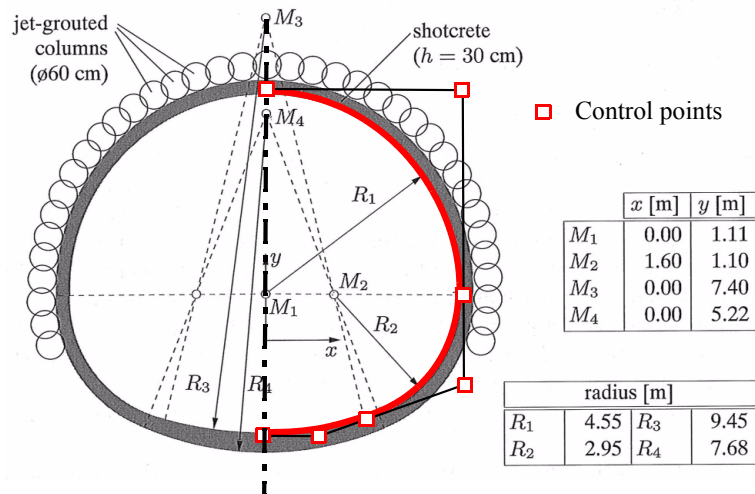 jet-grouted
columns
(ø60 cm)
M₃
shotcrete
(h = 30 cm)
M₄
Control points
R₁
y
M₂
M₁
R₂
x
R₃
R₄
x [m] y [m]
M₁ 0.00 1.11
M₂ 1.60 1.10
M₃ 0.00 7.40
M₄ 0.00 5.22
radius [m]
R₁ 4.55 R₃ 9.45
R₂ 2.95 R₄ 7.68